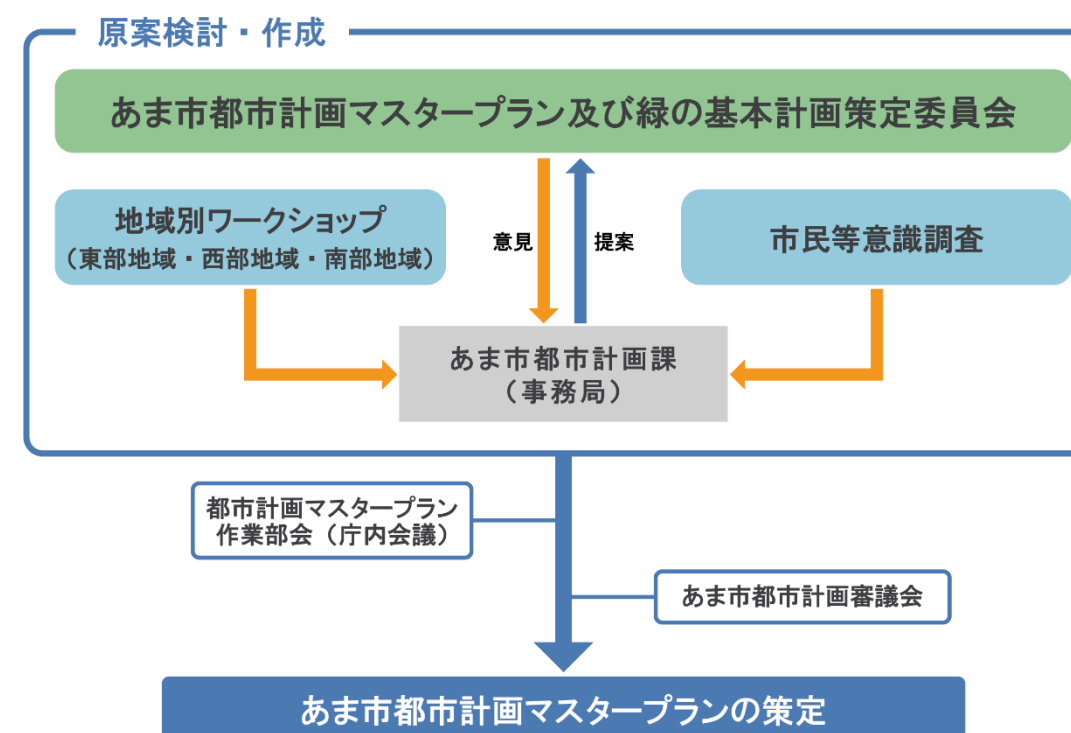 原案検討・作成
あま市都市計画マスタープラン及び緑の基本計画策定委員会
地域別ワークショップ
（東部地域・西部地域・南部地域）
意見
提案
市民等意識調査
あま市都市計画課
（事務局）
都市計画マスタープラン
作業部会（庁内会議）
あま市都市計画審議会
あま市都市計画マスタープランの策定